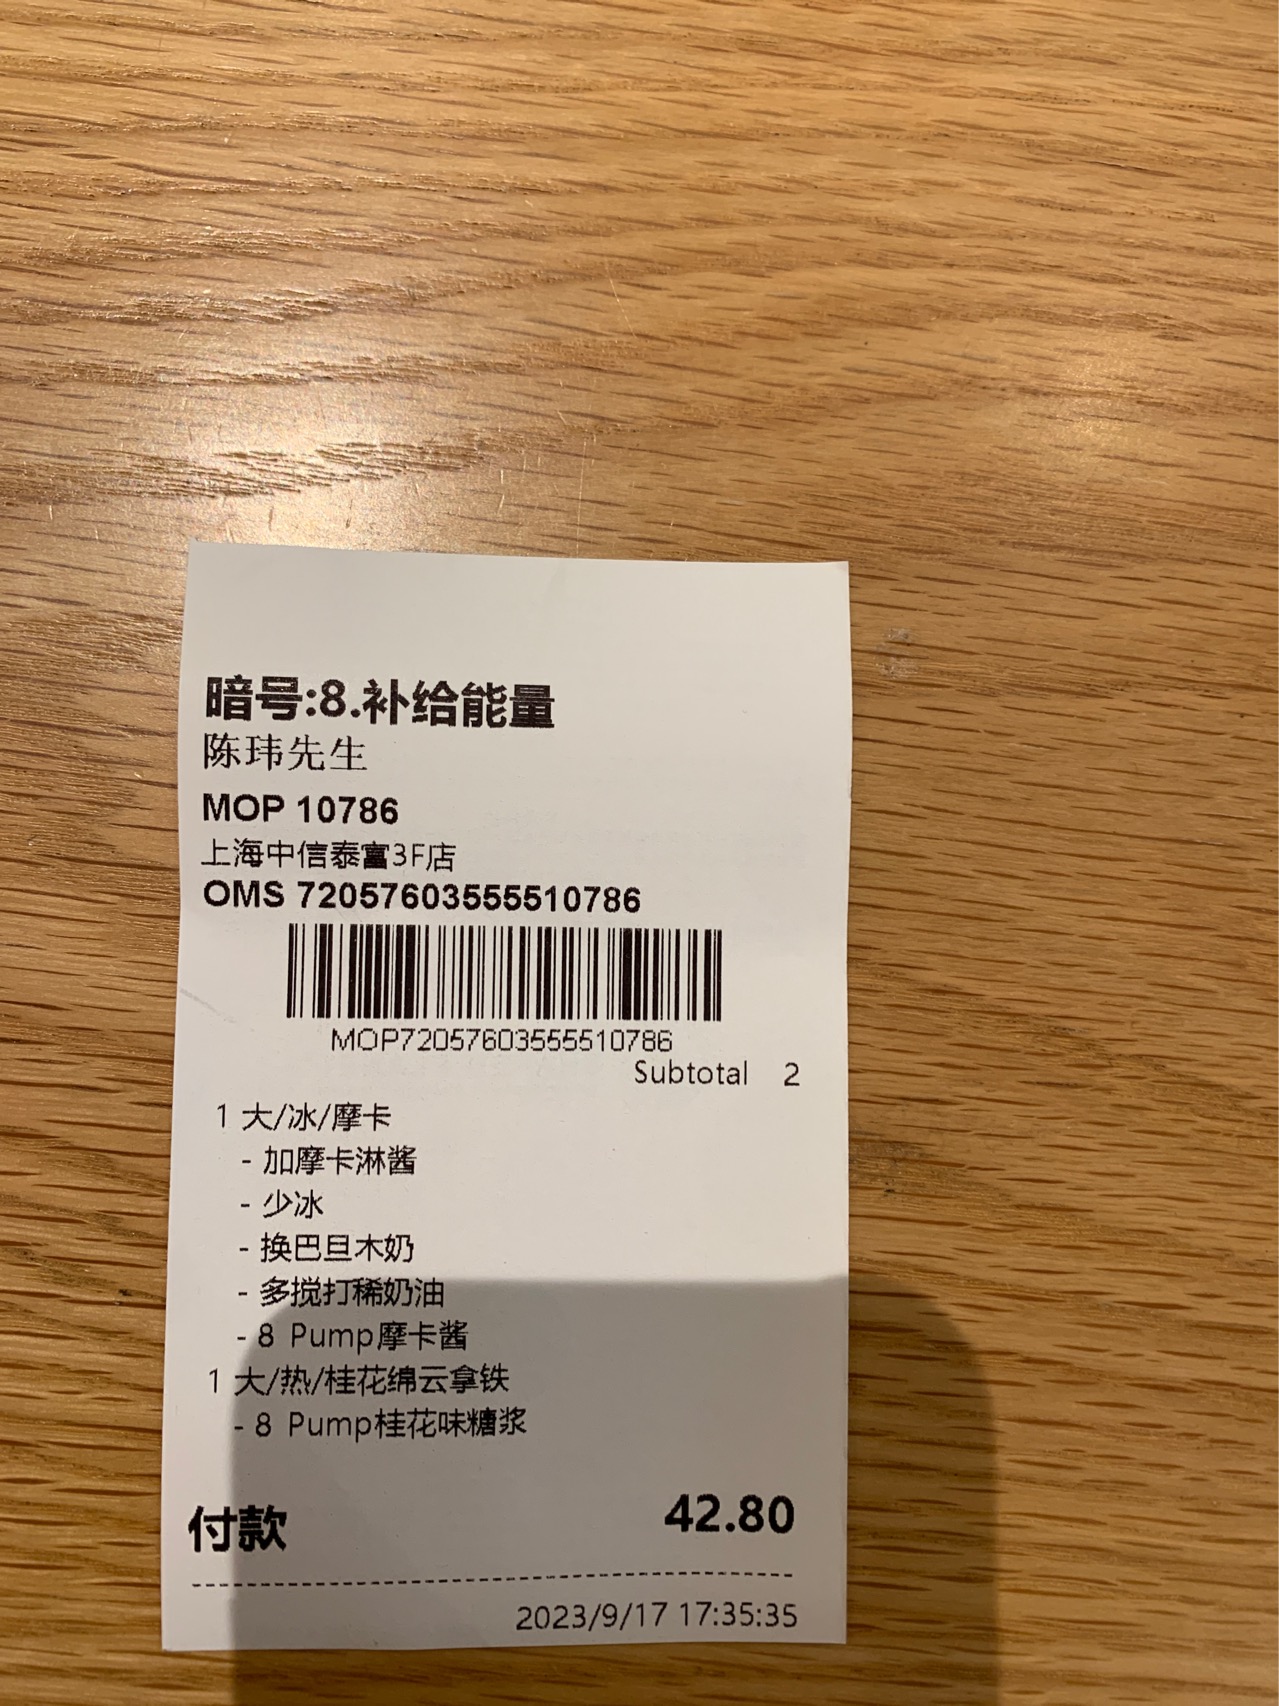 暗号:8.补给能量
陈玮先生
MOP 10786
上海中信泰富3F店
OMS 72057603555510786
MOP72057603555510786
Subtotal 2
1 大/冰/摩卡
- 加摩卡淋酱
- 少冰
- 换巴旦木奶
- 多搅打稀奶油
- 8 Pump摩卡酱
1 大/热/桂花绵云拿铁
- 8 Pump桂花味糖浆
付款 42.80
2023/9/17 17:35:35